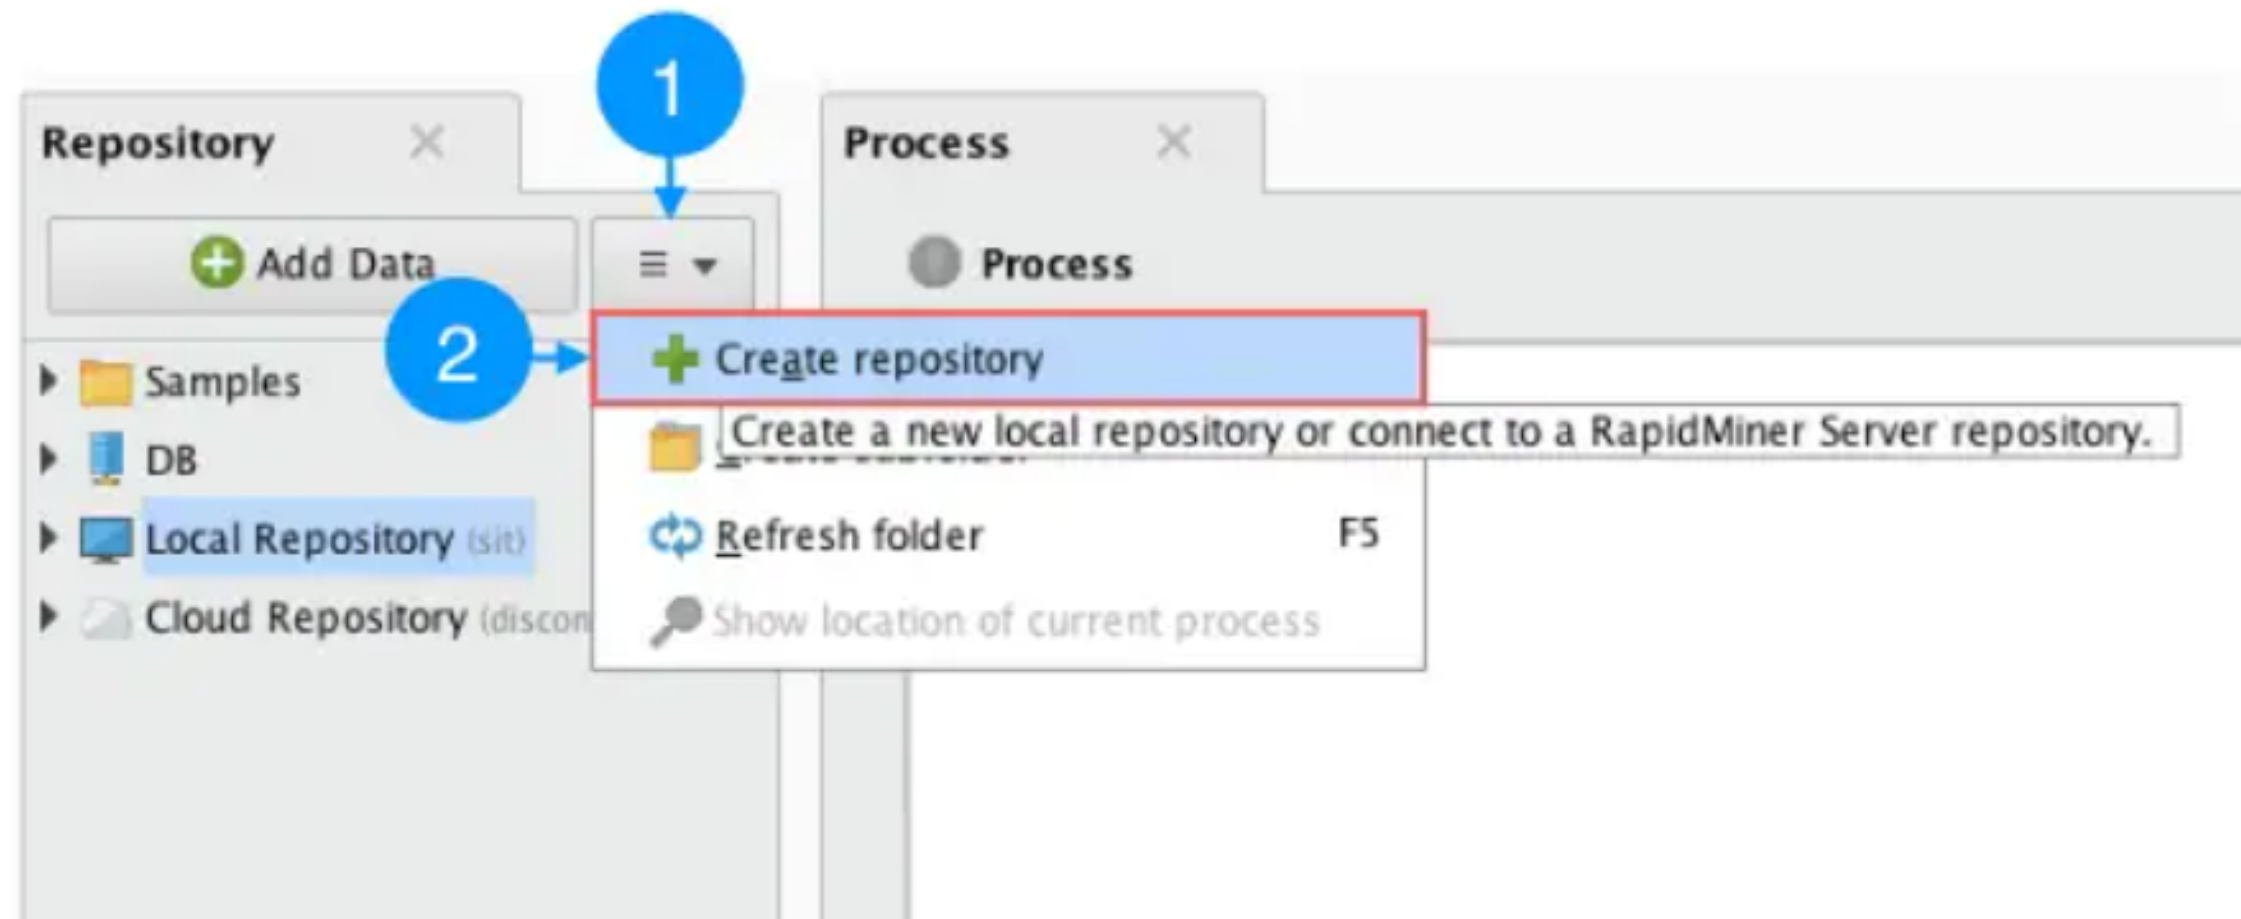 1
Repository
Process
Add Data
Process
2
Create repository
Samples
Create a new local repository or connect to a RapidMiner Server repository.
DB
Local Repository (sit)
Refresh folder F5
Cloud Repository
Show location of current process